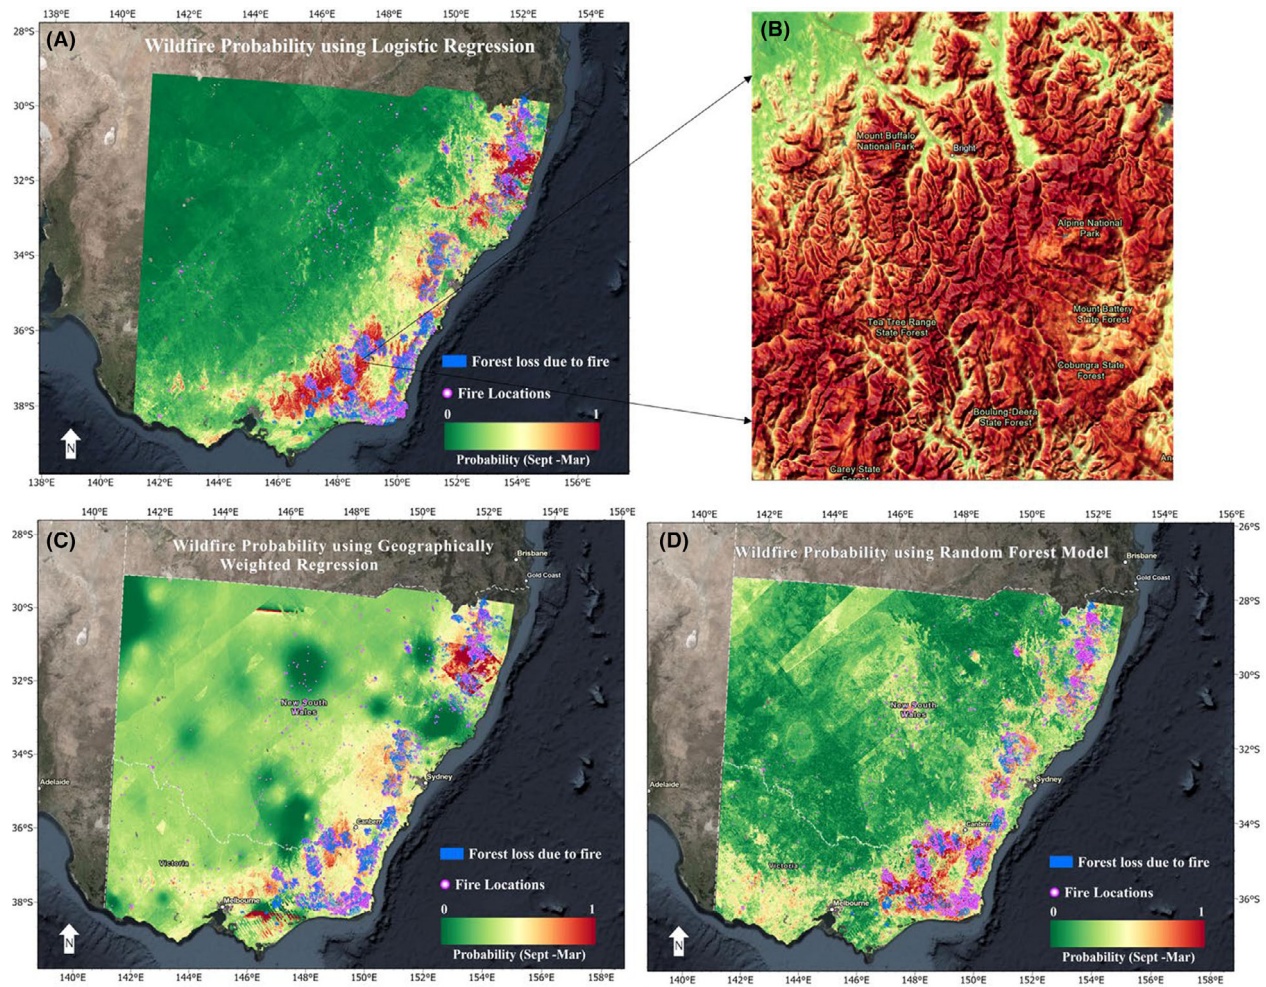 138°E 140°E 142°E 144°E 146°E 148°E 150°E 152°E 154°E
(A)
Wildfire Probability using Logistic Regression
28°S
30°S
32°S
34°S
36°S
38°S
Forest loss due to fire
Fire Locations
0 1
Probability (Sept -Mar)
N
138°E 140°E 142°E 144°E 146°E 148°E 150°E 152°E 154°E 156°E
(B)
Mount Buffalo
National Park
Bright
Alpine National
Park
Mount Battery
State Forest
Tea Tree Range
State Forest
Cobungra State
Forest
Boulung-Deera
State Forest
Carey State
Forest
An
140°E 142°E 144°E 146°E 148°E 150°E 152°E 154°E 156°E
(C)
Wildfire Probability using Geographically
Weighted Regression
28°S
30°S
32°S
34°S
36°S
38°S
Brisbane
Gold Coast
New South
Wales
Adelaide
Sydney
Canberr
Victoria
Melbourne
Forest loss due to fire
Fire Locations
0 1
Probability (Sept -Mar)
N
140°E 142°E 144°E 146°E 148°E 150°E 152°E 154°E 156°E 158°E
140°E 142°E 144°E 146°E 148°E 150°E 152°E 154°E 156°E
(D)
Wildfire Probability using Random Forest Model
26°S
28°S
30°S
32°S
34°S
36°S
Brisbane
Gold Coast
New South
Wales
Adelaide
Sydney
Canberr
Victoria
Melbourne
Forest loss due to fire
Fire Locations
0 1
Probability (Sept -Mar)
N
140°E 142°E 144°E 146°E 148°E 150°E 152°E 154°E 156°E 158°E